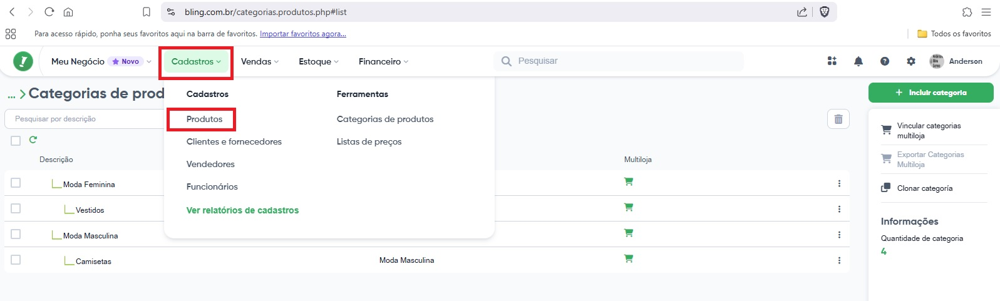 bling.com.br/categorias.produtos.php#list
Para acesso rápido, ponha seus favoritos aqui na barra de favoritos. Importar favoritos agora...
Todos os favoritos
Meu Negócio Novo Cadastros Vendas Estoque Financeiro Pesquisar Anderson
... Categorias de prod
Pesquisar por descrição
Descrição
Multiloja
Moda Feminina
Vestidos
Moda Masculina
Camisetas
Moda Masculina
Cadastros
Produtos
Clientes e fornecedores
Vendedores
Funcionários
Ver relatórios de cadastros
Ferramentas
Categorias de produtos
Listas de preços
Incluir categoria
Vincular categorias
multiloja
Exportar Categorias
Multiloja
Clonar categoría
Informações
Quantidade de categoria
4